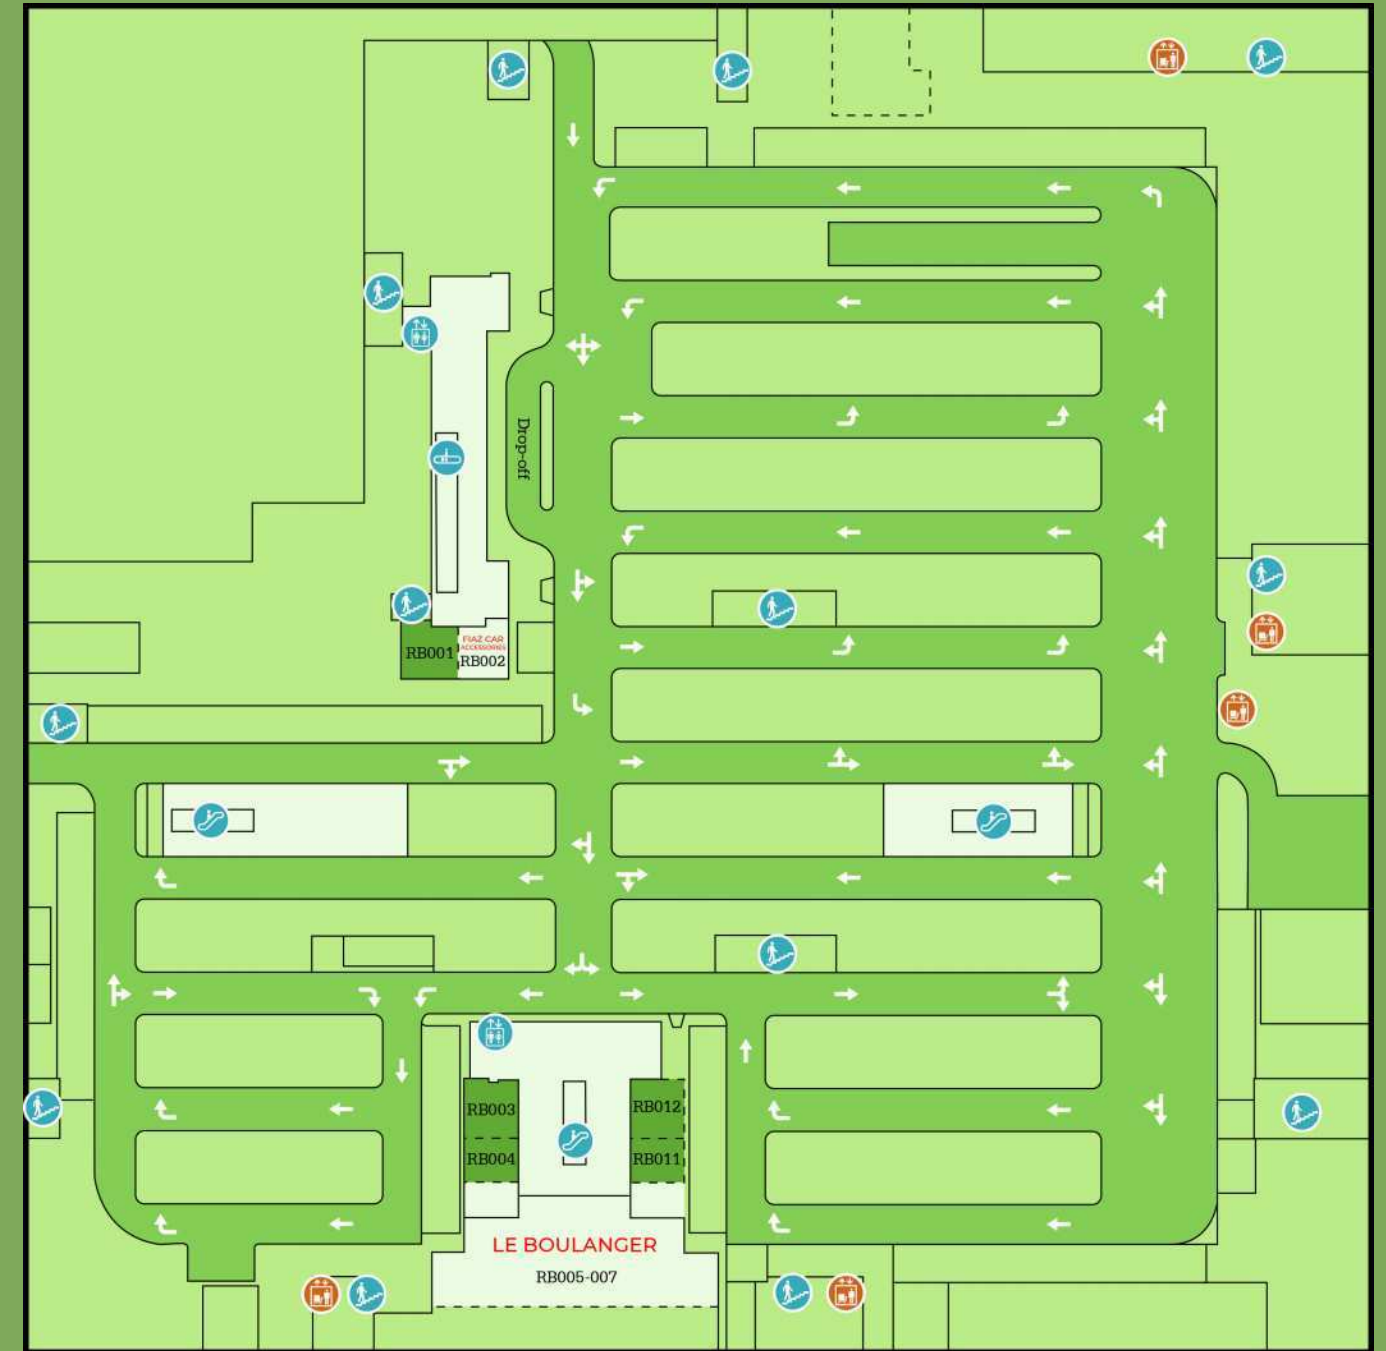 Drop-off
RB001
FIAZ CAR
ACCESSORIES
RB002
RB003
RB004
RB012
RB011
LE BOULANGER
RB005-007